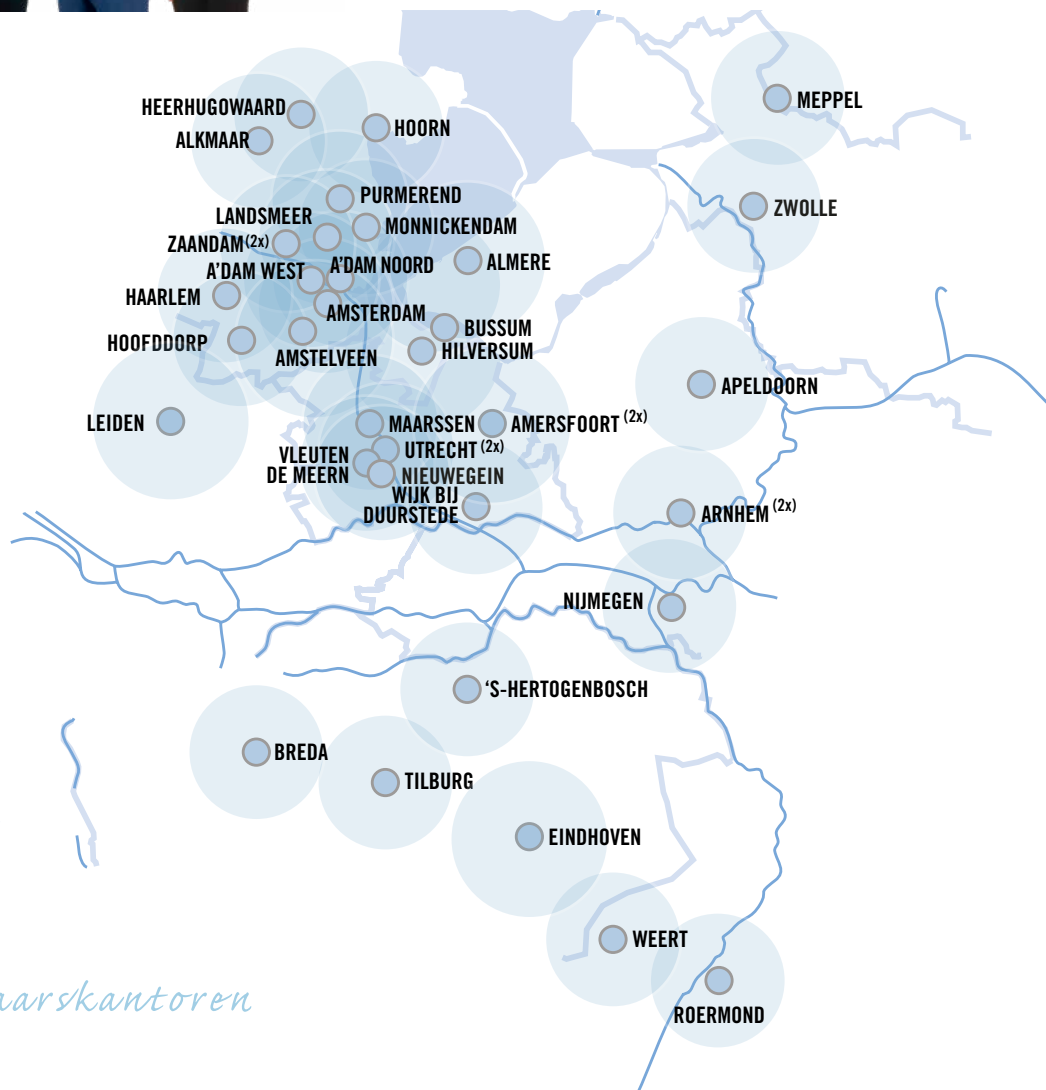 HEERHUGOWAARD
MEPPEL
HOORN
ALKMAAR
PURMEREND
ZWOLLE
LANDSMEER
MONNICKENDAM
ZAANDAM (2x)
A'DAM WEST
A'DAM NOORD
ALMERE
HAARLEM
AMSTERDAM
BUSSUM
HOOFDDORP
HILVERSUM
AMSTELVEEN
APELDOORN
LEIDEN
MAARSSEN
AMERSFOORT (2x)
UTRECHT (2x)
VLEUTEN
DE MEERN
NIEUWEGEIN
WIJK BIJ
DUURSTEDE
ARNHEM (2x)
NIJMEGEN
‘S-HERTOGENBOSCH
BREDA
TILBURG
EINDHOVEN
WEERT
aarskantoren
ROERMOND